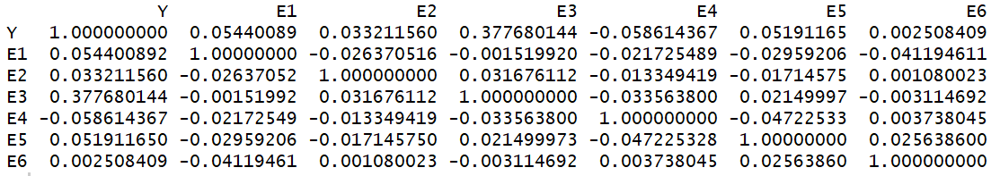 Y E1 E2 E3 E4 E5 E6
Y 1.000000000 0.05440089 0.033211560 0.377680144 -0.058614367 0.05191165 0.002508409
E1 0.054400892 1.00000000 -0.026370516 -0.001519920 -0.021725489 -0.02959206 -0.041194611
E2 0.033211560 -0.02637052 1.000000000 0.031676112 -0.013349419 -0.01714575 0.001080023
E3 0.377680144 -0.00151992 0.031676112 1.000000000 -0.033563800 0.02149997 -0.003114692
E4 -0.058614367 -0.02172549 -0.013349419 -0.033563800 1.000000000 -0.04722533 0.003738045
E5 0.051911650 -0.02959206 -0.017145750 0.021499973 -0.047225328 1.00000000 0.025638600
E6 0.002508409 -0.04119461 0.001080023 -0.003114692 0.003738045 0.02563860 1.000000000